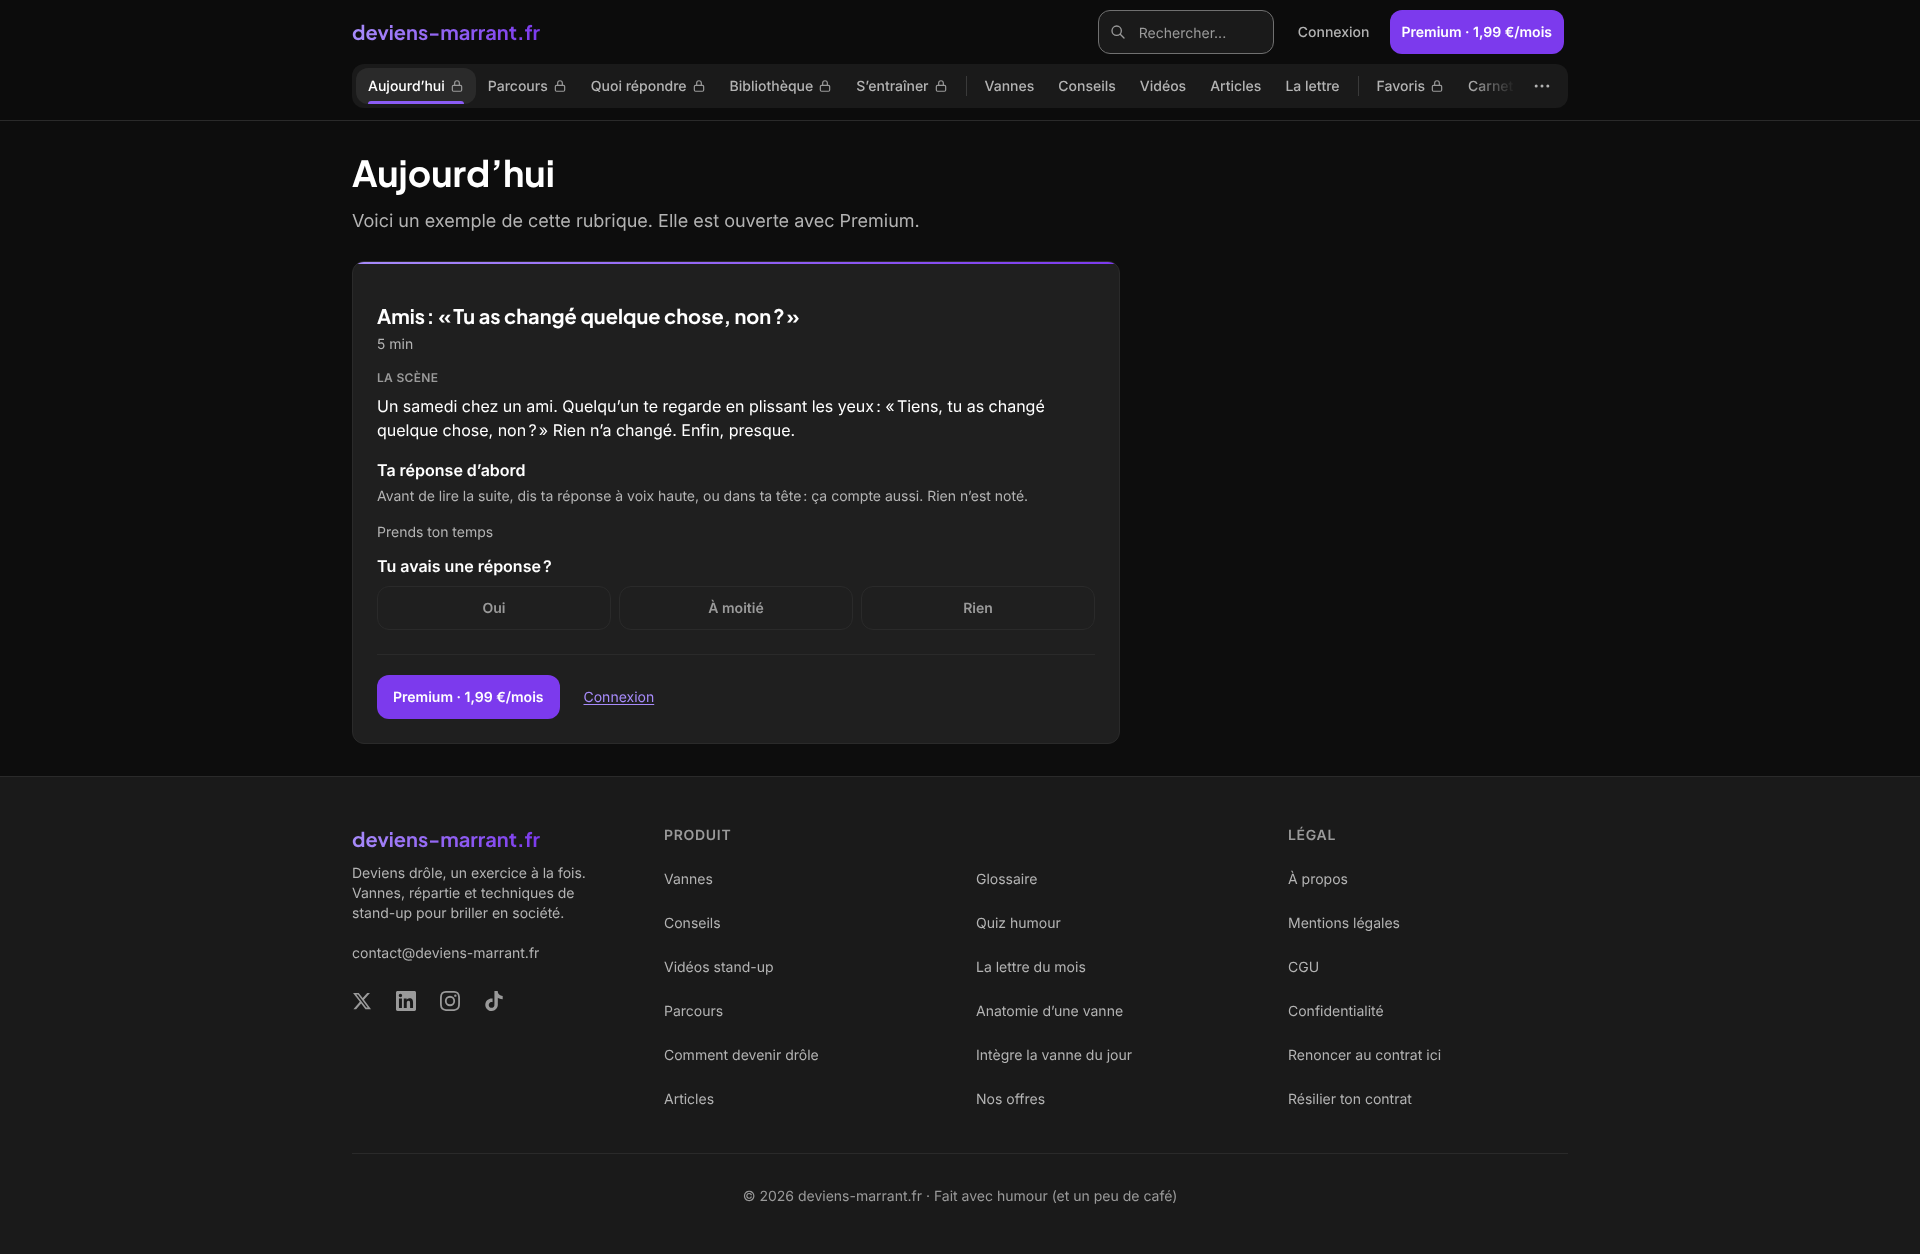 deviens-marrant.fr
Rechercher...
Connexion
Premium · 1,99 €/mois
Aujourd’hui
Parcours
Quoi répondre
Bibliothèque
S’entraîner
Vannes
Conseils
Vidéos
Articles
La lettre
Favoris
Carnet
Aujourd’hui
Voici un exemple de cette rubrique. Elle est ouverte avec Premium.
Amis : « Tu as changé quelque chose, non ? »
5 min
LA SCÈNE
Un samedi chez un ami. Quelqu’un te regarde en plissant les yeux : « Tiens, tu as changé
quelque chose, non ? » Rien n’a changé. Enfin, presque.
Ta réponse d’abord
Avant de lire la suite, dis ta réponse à voix haute, ou dans ta tête : ça compte aussi. Rien n’est noté.
Prends ton temps
Tu avais une réponse ?
Oui
À moitié
Rien
Premium · 1,99 €/mois
Connexion
deviens-marrant.fr
Deviens drôle, un exercice à la fois.
Vannes, répartie et techniques de
stand-up pour briller en société.
contact@deviens-marrant.fr
PRODUIT
Vannes
Conseils
Vidéos stand-up
Parcours
Comment devenir drôle
Articles
Glossaire
Quiz humour
La lettre du mois
Anatomie d’une vanne
Intègre la vanne du jour
Nos offres
LÉGAL
À propos
Mentions légales
CGU
Confidentialité
Renoncer au contrat ici
Résilier ton contrat
© 2026 deviens-marrant.fr · Fait avec humour (et un peu de café)